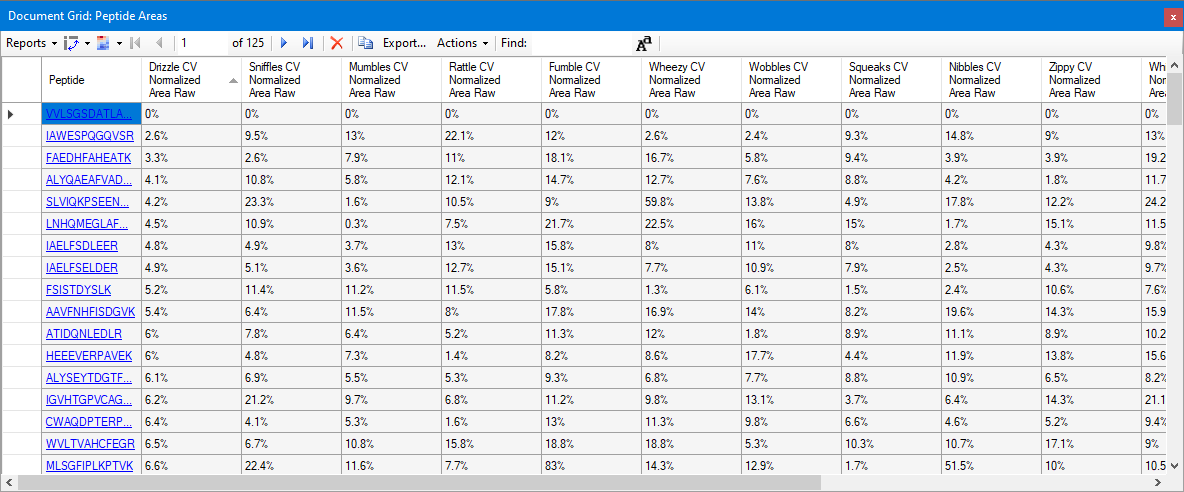 Document Grid: Peptide Areas x
Reports 1 of 125 Export... Actions Find: Aa
Peptide Drizzle CV Normalized Area Raw Sniffles CV Normalized Area Raw Mumbles CV Normalized Area Raw Rattle CV Normalized Area Raw Fumble CV Normalized Area Raw Wheezy CV Normalized Area Raw Wobbles CV Normalized Area Raw Squeaks CV Normalized Area Raw Nibbles CV Normalized Area Raw Zippy CV Normalized Area Raw Wh Nor Are
VVLSGSDATLA... 0% 0% 0% 0% 0% 0% 0% 0% 0% 0% 0%
IAWESPQGQVSR 2.6% 9.5% 13% 22.1% 12% 2.6% 2.4% 9.3% 14.8% 9% 13%
FAEDHFAHEATK 3.3% 2.6% 7.9% 11% 18.1% 16.7% 5.8% 9.4% 3.9% 3.9% 19.2
ALYQAEAFVAD... 4.1% 10.8% 5.8% 12.1% 14.7% 12.7% 7.6% 8.8% 4.2% 1.8% 11.7
SLVIQKPSEEN... 4.2% 23.3% 1.6% 10.5% 9% 59.8% 13.8% 4.9% 17.8% 12.2% 24.2
LNHQMEGLAF... 4.5% 10.9% 0.3% 7.5% 21.7% 22.5% 16% 15% 1.7% 15.1% 11.5
IAELFSDLEER 4.8% 4.9% 3.7% 13% 15.8% 8% 11% 8% 2.8% 4.3% 9.8%
IAELFSELDER 4.9% 5.1% 3.6% 12.7% 15.1% 7.7% 10.9% 7.9% 2.5% 4.3% 9.7%
FSISTDYSLK 5.2% 11.4% 11.2% 11.5% 5.8% 1.3% 6.1% 1.5% 2.4% 10.6% 7.6%
AAVFNHFISDGVK 5.4% 6.4% 11.5% 8% 17.8% 16.9% 14% 8.2% 19.6% 14.3% 15.9
ATIDQNLEDLR 6% 7.8% 6.4% 5.2% 11.3% 12% 1.8% 8.9% 11.1% 8.9% 10.2
HEEEVERPAVEK 6% 4.8% 7.3% 1.4% 8.2% 8.6% 17.7% 4.4% 11.9% 13.8% 15.6
ALYSEYTDGTF... 6.1% 6.9% 5.5% 5.3% 9.3% 6.8% 7.7% 8.8% 10.9% 6.5% 8.2%
IGVHTGPVCAG... 6.2% 21.2% 9.7% 6.8% 11.2% 9.8% 13.1% 3.7% 6.4% 14.3% 21.1
CWAQDPTERP... 6.4% 4.1% 5.3% 1.6% 13% 11.3% 9.8% 6.6% 4.6% 5.2% 9.4%
WVLTVAHCFEGR 6.5% 6.7% 10.8% 15.8% 18.8% 18.8% 5.3% 10.3% 10.7% 17.1% 9%
MLSGFIPLKPTVK 6.6% 22.4% 11.6% 7.7% 83% 14.3% 12.9% 1.7% 51.5% 10% 10.5